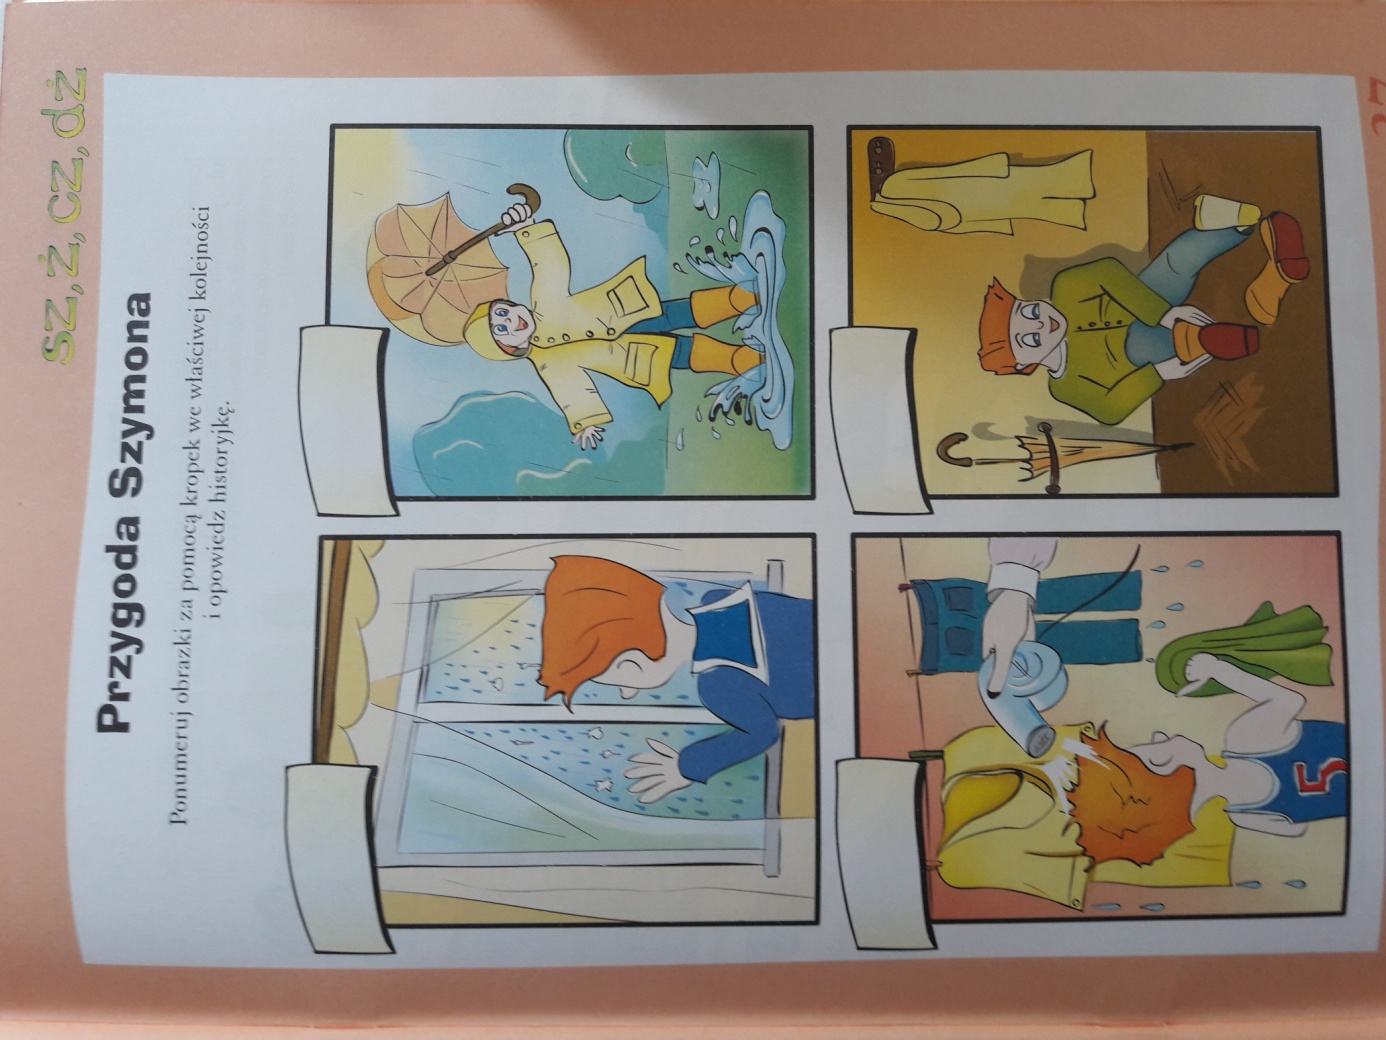 sz, ż, cz, dż
Przygoda Szymona
Ponumeruj obrazki za pomocą kropek we właściwej kolejności
i opowiedz historyjkę.
5